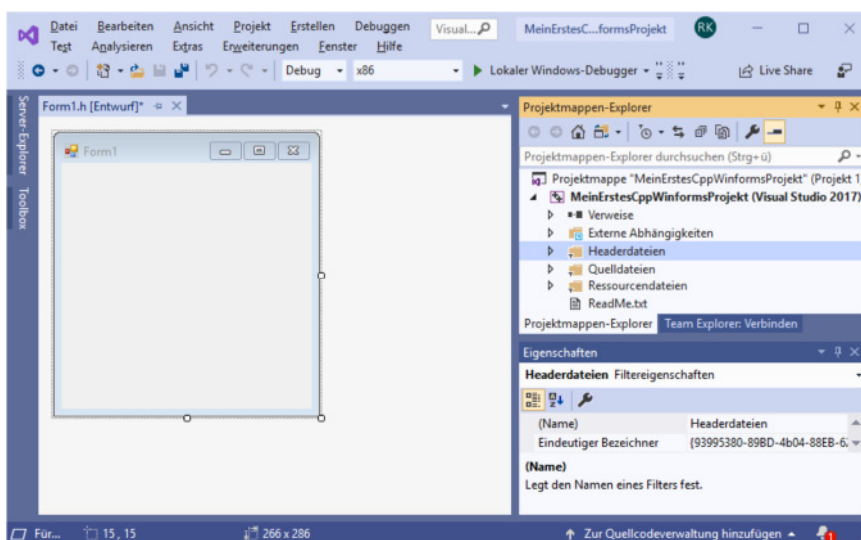 Datei Bearbeiten Ansicht Projekt Erstellen Debuggen Visual... MeinErstesC...formsProjekt RK
Test Analysieren Extras Erweiterungen Fenster Hilfe
Debug x86 Lokaler Windows-Debugger Live Share
Server-Explorer
Toolbox
Form1.h [Entwurf]*
Form1
Projektmappen-Explorer
Projektmappen-Explorer durchsuchen (Strg+ü)
Projektmappe "MeinErstesCppWinformsProjekt" (Projekt 1
MeinErstesCppWinformsProjekt (Visual Studio 2017)
Verweise
Externe Abhängigkeiten
Headerdateien
Quelldateien
Ressourcendateien
ReadMe.txt
Projektmappen-Explorer Team Explorer: Verbinden
Eigenschaften
Headerdateien Filtereigenschaften
(Name) Headerdateien
Eindeutiger Bezeichner {93995380-89BD-4b04-88EB-6
(Name)
Legt den Namen eines Filters fest.
Für... 15, 15 266 x 286 Zur Quellcodeverwaltung hinzufügen 1